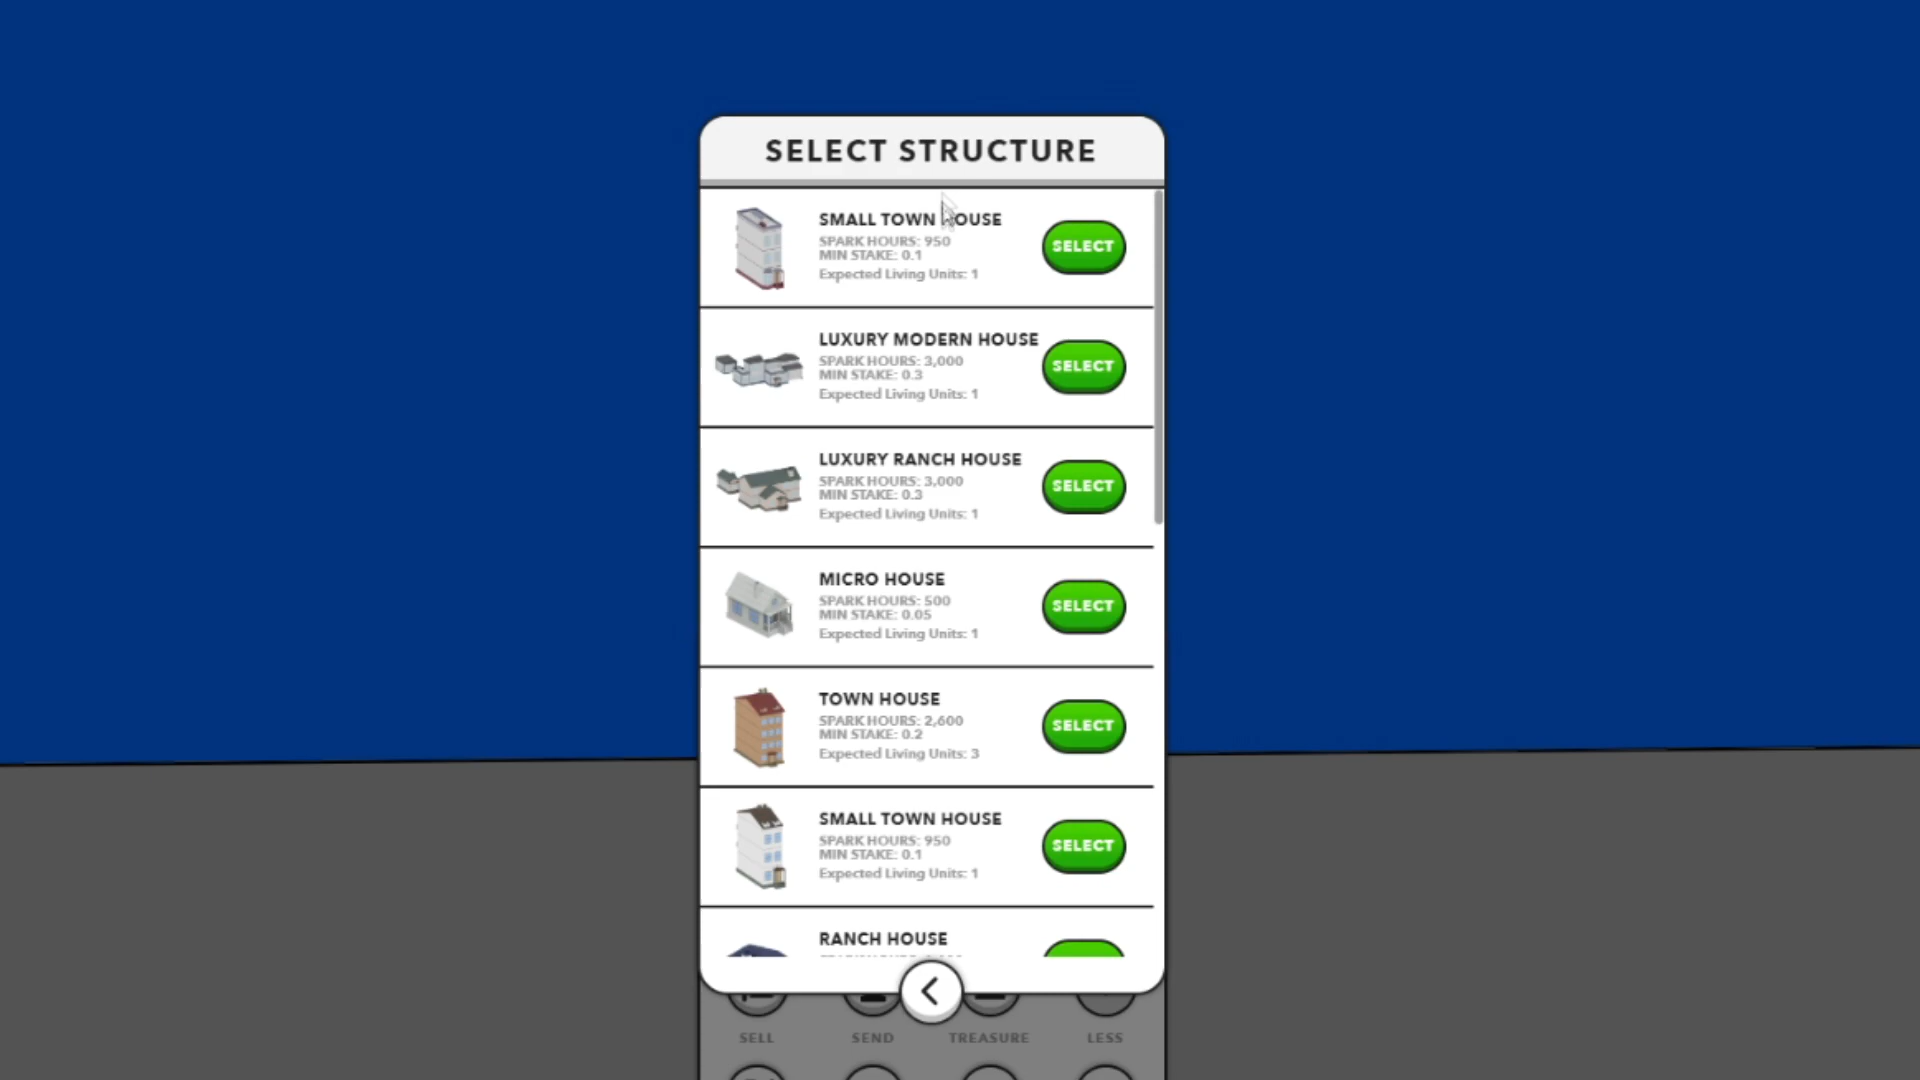 SELECT STRUCTURE
SMALL TOWN HOUSE
SPARK HOURS: 950
MIN STAKE: 0.1
Expected Living Units: 1
SELECT
LUXURY MODERN HOUSE
SPARK HOURS: 3,000
MIN STAKE: 0.3
Expected Living Units: 1
SELECT
LUXURY RANCH HOUSE
SPARK HOURS: 3,000
MIN STAKE: 0.3
Expected Living Units: 1
SELECT
MICRO HOUSE
SPARK HOURS: 500
MIN STAKE: 0.05
Expected Living Units: 1
SELECT
TOWN HOUSE
SPARK HOURS: 2,600
MIN STAKE: 0.2
Expected Living Units: 3
SELECT
SMALL TOWN HOUSE
SPARK HOURS: 950
MIN STAKE: 0.1
Expected Living Units: 1
SELECT
RANCH HOUSE
SELL SEND TREASURE LESS